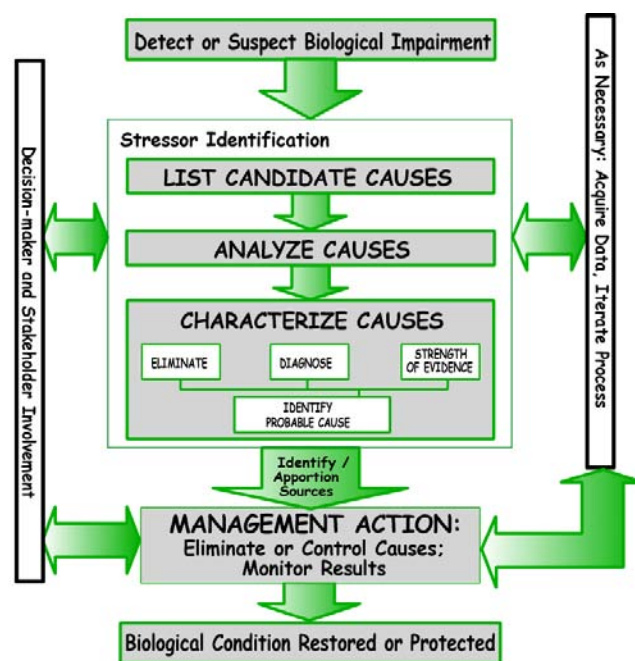 Detect or Suspect Biological Impairment
As Necessary: Acquire Data, Iterate Process
Decision-maker and Stakeholder Involvement
Stressor Identification
LIST CANDIDATE CAUSES
ANALYZE CAUSES
CHARACTERIZE CAUSES
ELIMINATE
DIAGNOSE
STRENGTH
OF EVIDENCE
IDENTIFY
PROBABLE CAUSE
Identify /
Apportion
Sources
MANAGEMENT ACTION:
Eliminate or Control Causes;
Monitor Results
Biological Condition Restored or Protected